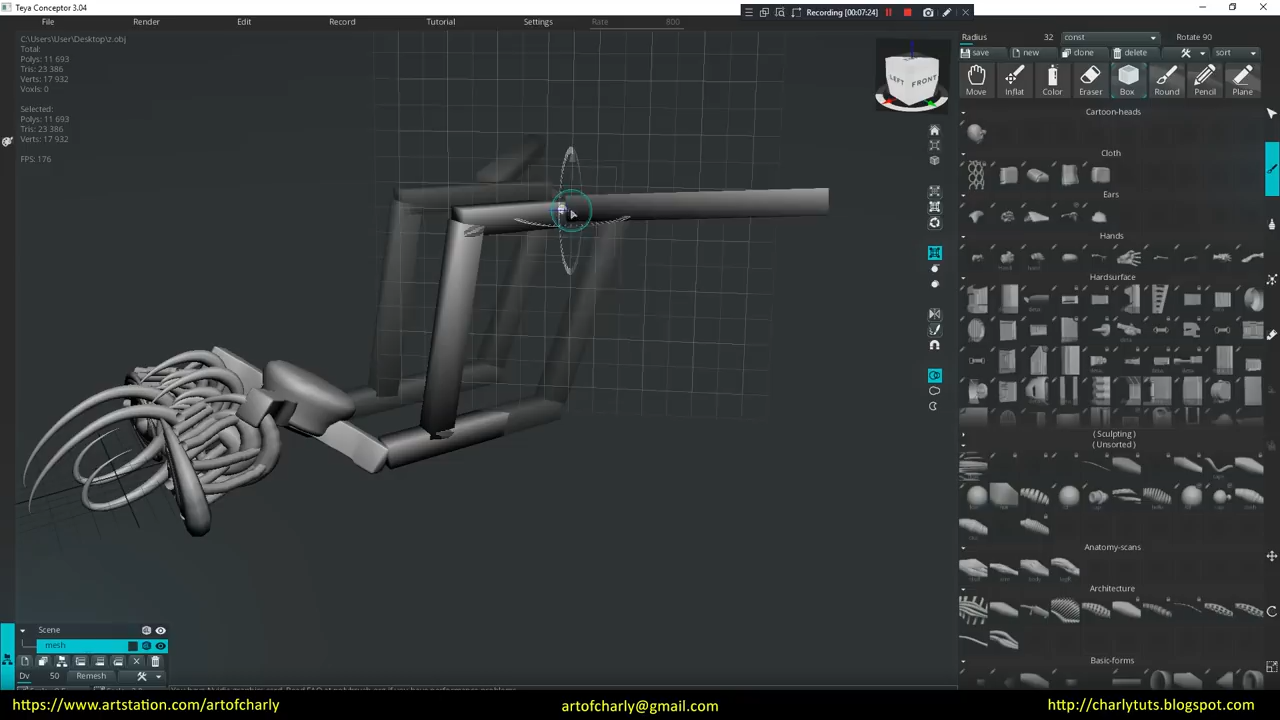 Teya Conceptor 3.04
Recording [00:07:24]
File
Render
Edit
Record
Tutorial
Settings
Rate
800
C:\Users\User\Desktop\z.obj
Total:
Polys: 11 693
Tris: 23 386
Verts: 17 932
Voxls: 0
Selected:
Polys: 11 693
Tris: 23 386
Verts: 17 932
FPS: 176
LEFT
FRONT
Radius
32
const
Rotate 90
save
new
clone
delete
sort
Move
Inflat
Color
Eraser
Box
Round
Pencil
Plane
Cartoon-heads
Cloth
Ears
Hands
Hardsurface
( Sculpting )
( Unsorted )
Anatomy-scans
Architecture
Basic-forms
Scene
mesh
Dv
50
Remesh
https://www.artstation.com/artofcharly
artofcharly@gmail.com
http://charlytuts.blogspot.com